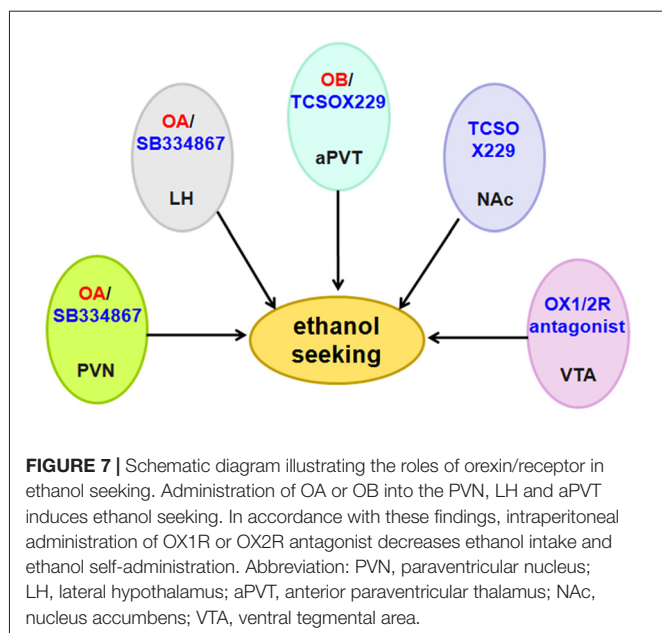 OB/
TCSOX229
aPVT
OA/
SB334867
LH
TCSO
X229
NAc
OA/
SB334867
PVN
ethanol
seeking
OX1/2R
antagonist
VTA
FIGURE 7 | Schematic diagram illustrating the roles of orexin/receptor in
ethanol seeking. Administration of OA or OB into the PVN, LH and aPVT
induces ethanol seeking. In accordance with these findings, intraperitoneal
administration of OX1R or OX2R antagonist decreases ethanol intake and
ethanol self-administration. Abbreviation: PVN, paraventricular nucleus;
LH, lateral hypothalamus; aPVT, anterior paraventricular thalamus; NAc,
nucleus accumbens; VTA, ventral tegmental area.